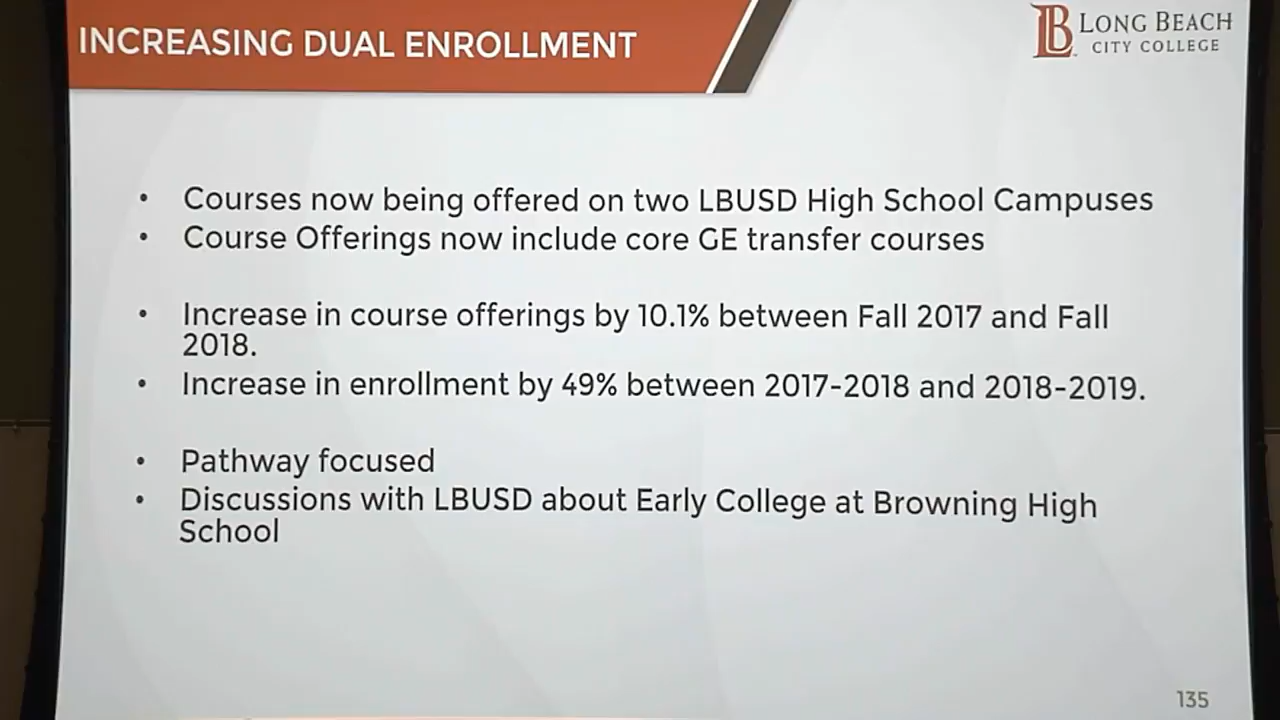 INCREASING DUAL ENROLLMENT
LB LONG BEACH
CITY COLLEGE
• Courses now being offered on two LBUSD High School Campuses
• Course Offerings now include core GE transfer courses
• Increase in course offerings by 10.1% between Fall 2017 and Fall
2018.
• Increase in enrollment by 49% between 2017-2018 and 2018-2019.
• Pathway focused
• Discussions with LBUSD about Early College at Browning High
School
135